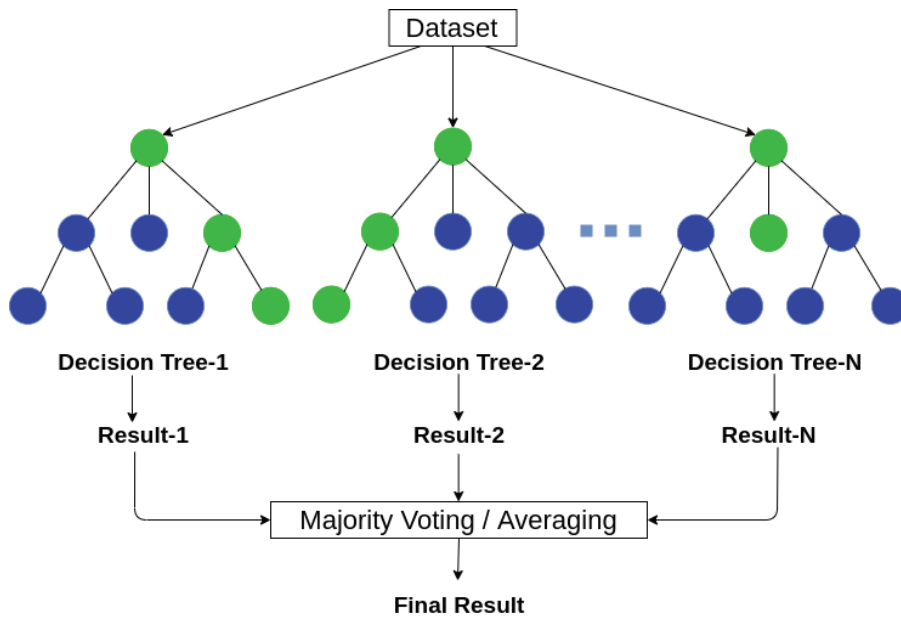 Dataset
Decision Tree-1
Decision Tree-2
Decision Tree-N
Result-1
Result-2
Result-N
Majority Voting / Averaging
Final Result